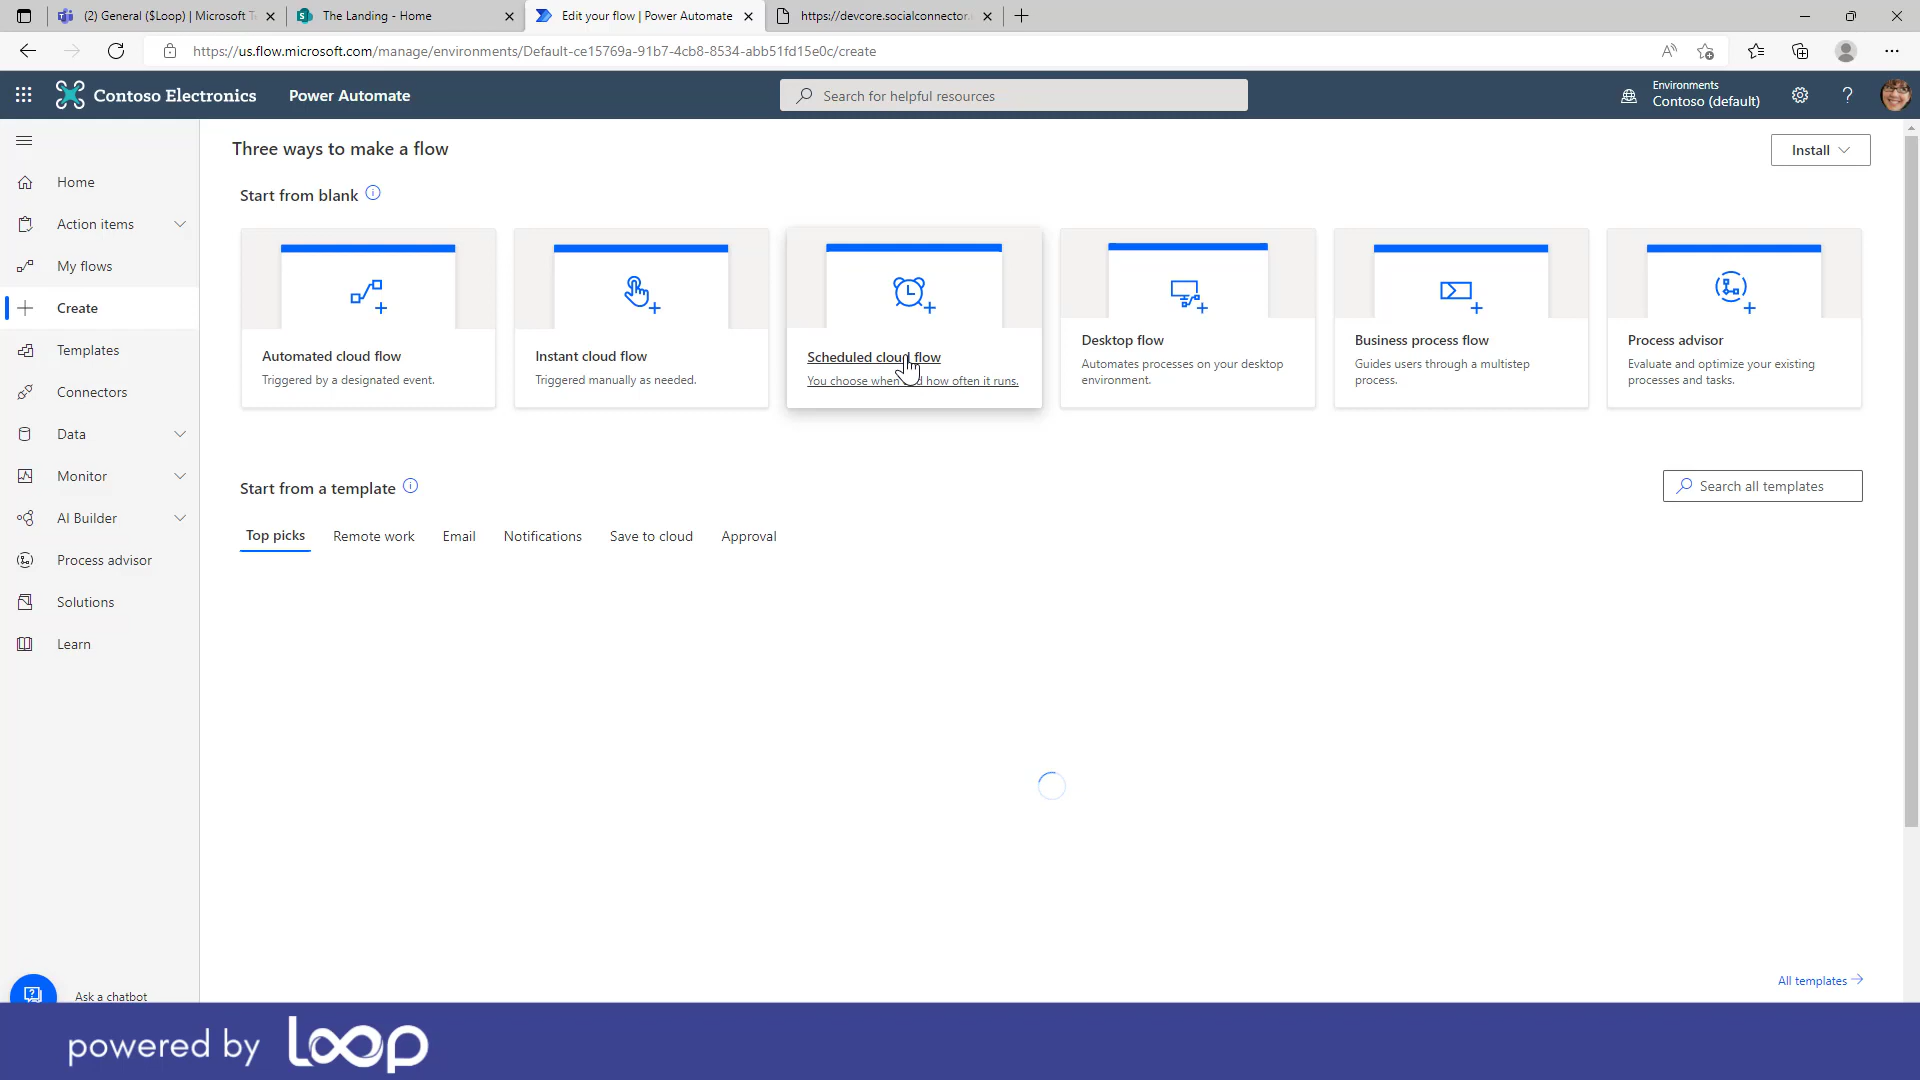 (2) General ($Loop) | Microsoft T
The Landing - Home
Edit your flow | Power Automate
https://devcore.socialconnector.
https://us.flow.microsoft.com/manage/environments/Default-ce15769a-91b7-4cb8-8534-abb51fd15e0c/create
Contoso Electronics
Power Automate
Search for helpful resources
Environments
Contoso (default)
Home
Action items
My flows
Create
Templates
Connectors
Data
Monitor
AI Builder
Process advisor
Solutions
Learn
Ask a chatbot
Three ways to make a flow
Install
Start from blank
Automated cloud flow
Triggered by a designated event.
Instant cloud flow
Triggered manually as needed.
Scheduled cloud flow
You choose when and how often it runs.
Desktop flow
Automates processes on your desktop
environment.
Business process flow
Guides users through a multistep
process.
Process advisor
Evaluate and optimize your existing
processes and tasks.
Start from a template
Search all templates
Top picks
Remote work
Email
Notifications
Save to cloud
Approval
All templates
powered by loop